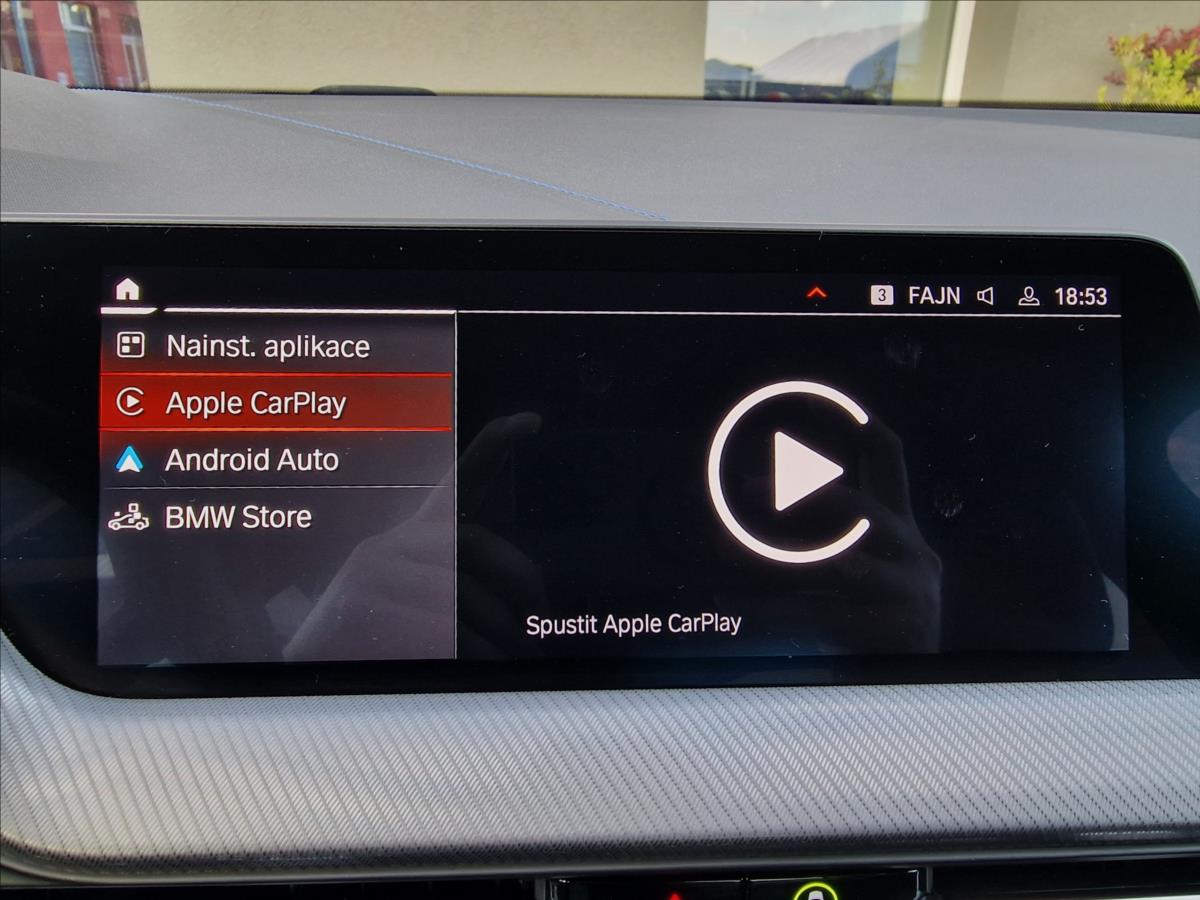 3 FAJN 18:53
Nainst. aplikace
Apple CarPlay
Android Auto
BMW Store
Spustit Apple CarPlay